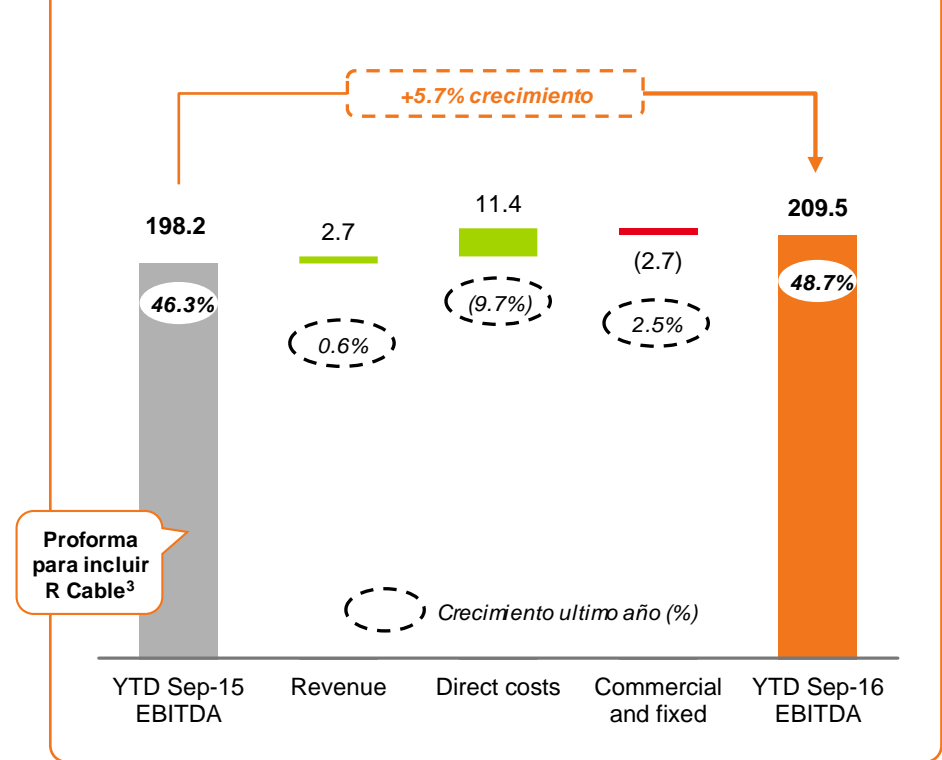 +5.7% crecimiento
198.2
2.7
11.4
(2.7)
209.5
46.3%
0.6%
(9.7%)
2.5%
48.7%
Proforma
para incluir
R Cable³
Crecimiento ultimo año (%)
YTD Sep-15
EBITDA
Revenue
Direct costs
Commercial
and fixed
YTD Sep-16
EBITDA